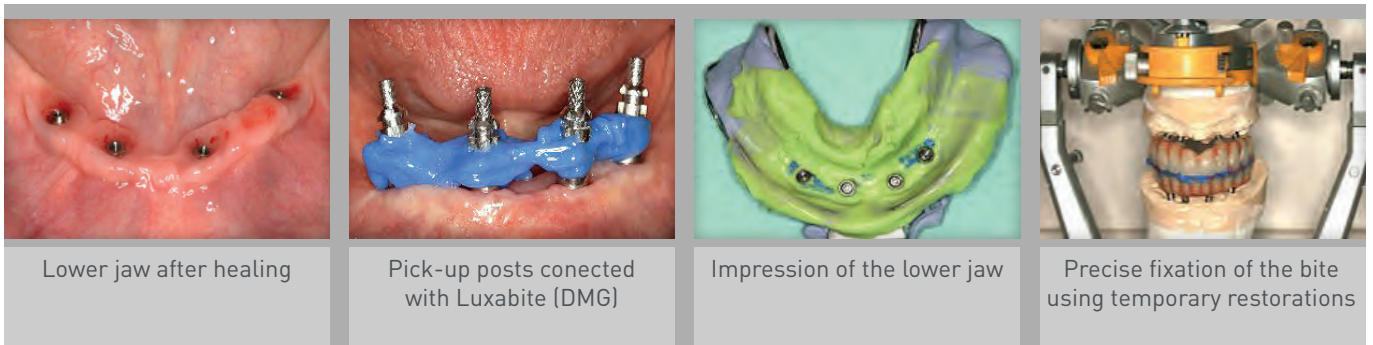 Lower jaw after healing
Pick-up posts conected
with Luxabite (DMG)
Impression of the lower jaw
Precise fixation of the bite
using temporary restorations